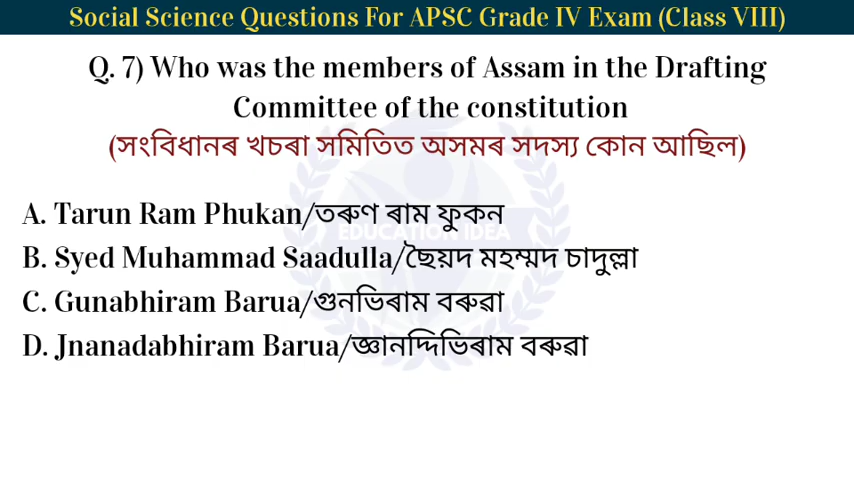 Social Science Questions For APSC Grade IV Exam (Class VIII)
Q. 7) Who was the members of Assam in the Drafting
Committee of the constitution
(সংবিধানৰ খচৰা সমিতিত অসমৰ সদস্য কোন আছিল)
A. Tarun Ram Phukan/তৰুণ ৰাম ফুকন
B. Syed Muhammad Saadulla/ছৈয়দ মহম্মদ চাদুল্লা
C. Gunabhiram Barua/গুনভিৰাম বৰুৱা
D. Jnanadabhiram Barua/জ্ঞানদ্দিভিৰাম বৰুৱা
EDUCATION IDEA